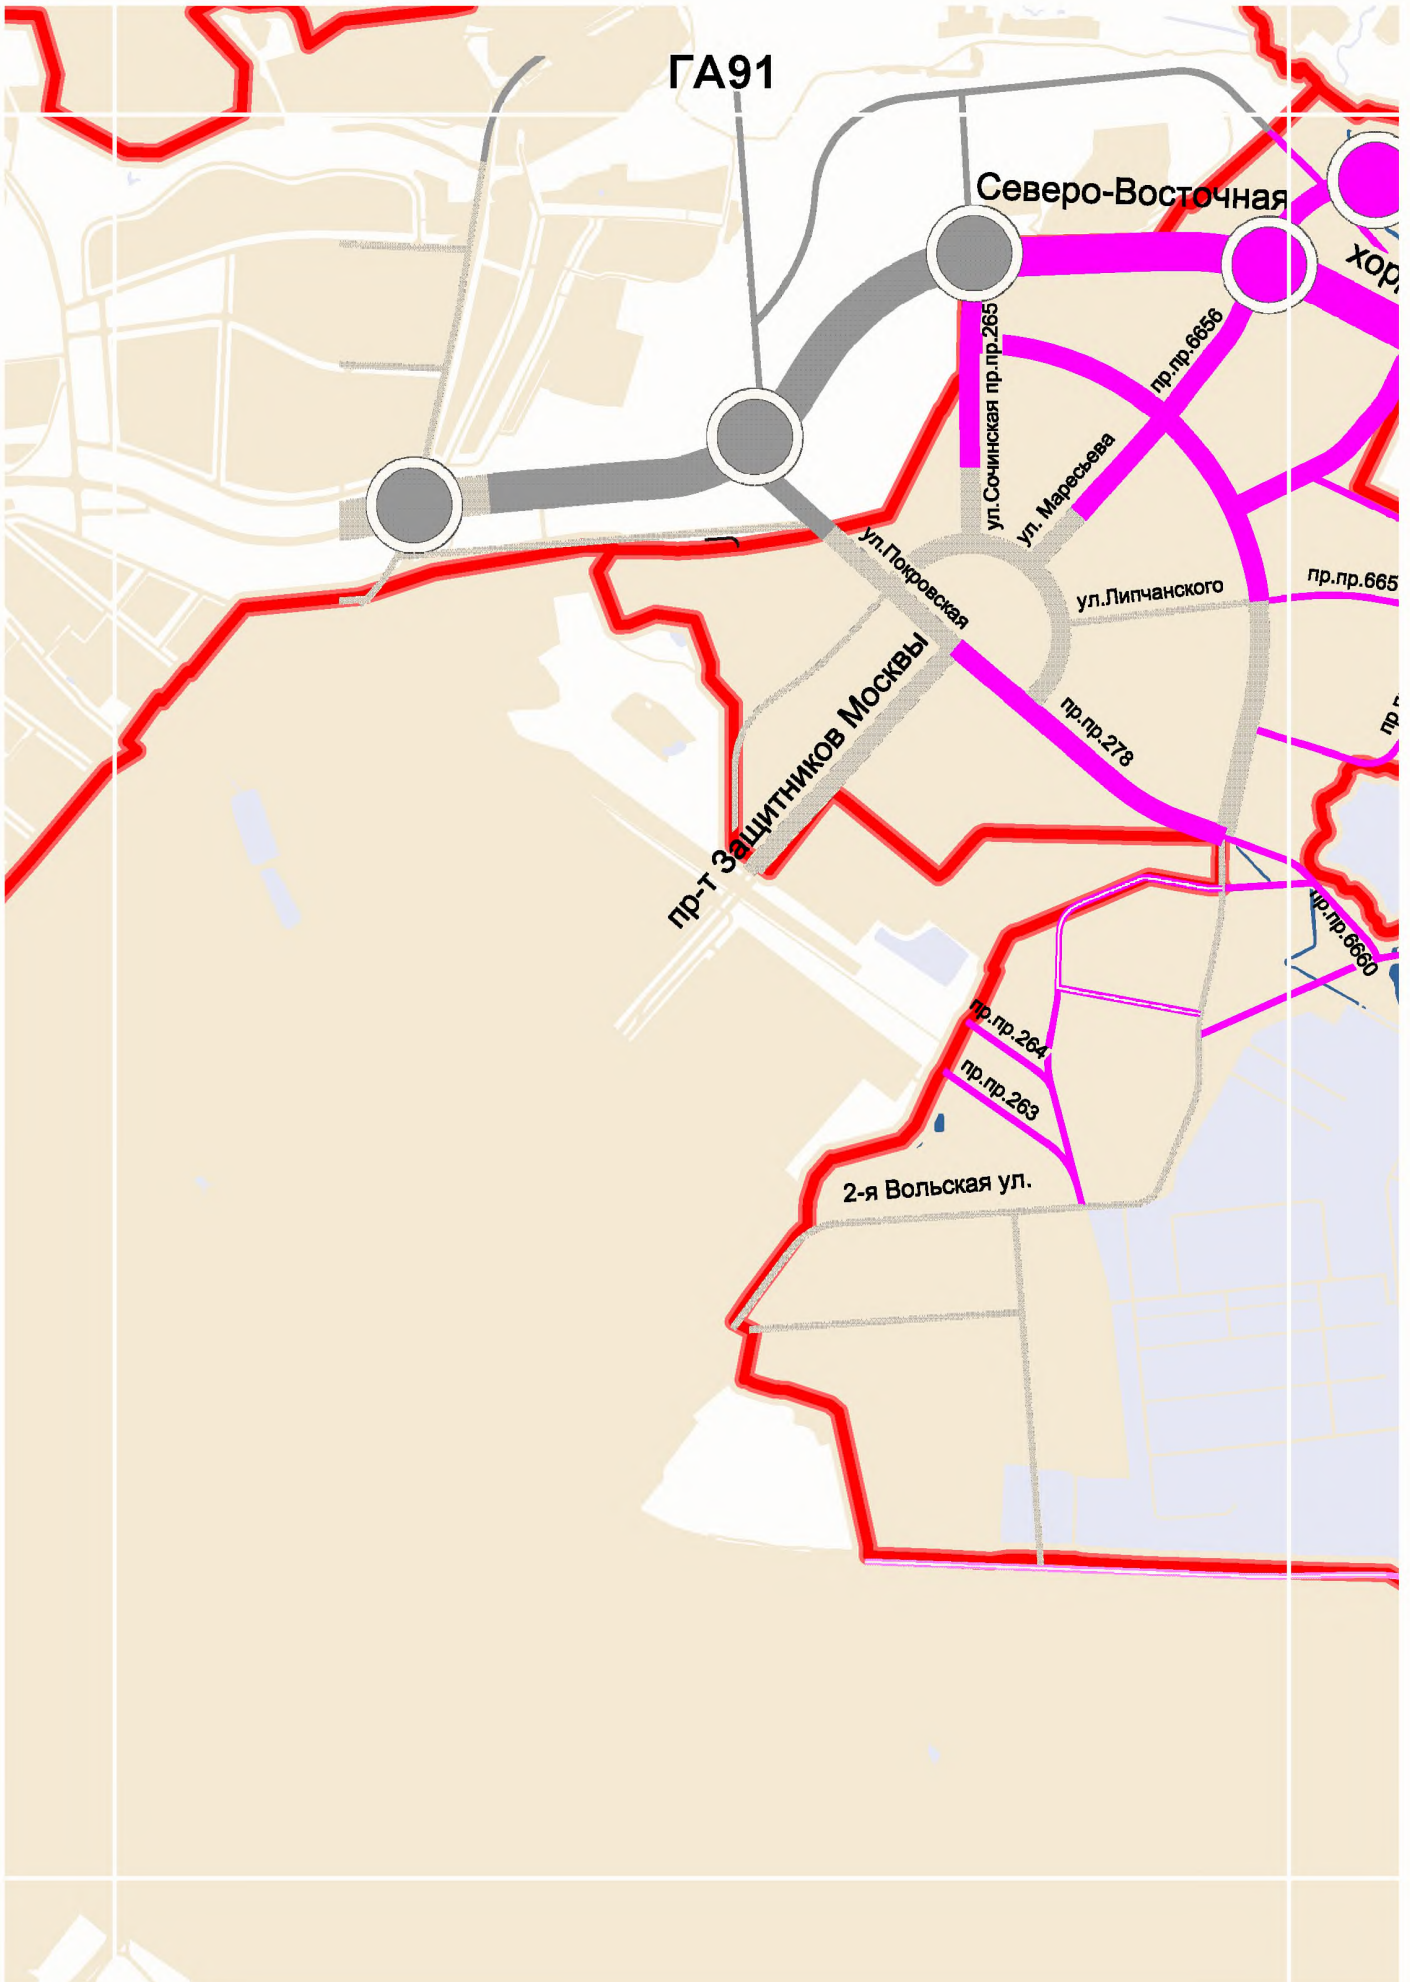 ГА91
Северо-Восточная
хор
ул.Сочинская пр.пр.265
пр.пр.6656
ул. Маресьева
ул.Покровская
ул.Липчанского
пр.пр.665
пр-т Защитников Москвы
пр.пр.278
пр.
пр.пр.6660
пр.пр.264
пр.пр.263
2-я Вольская ул.